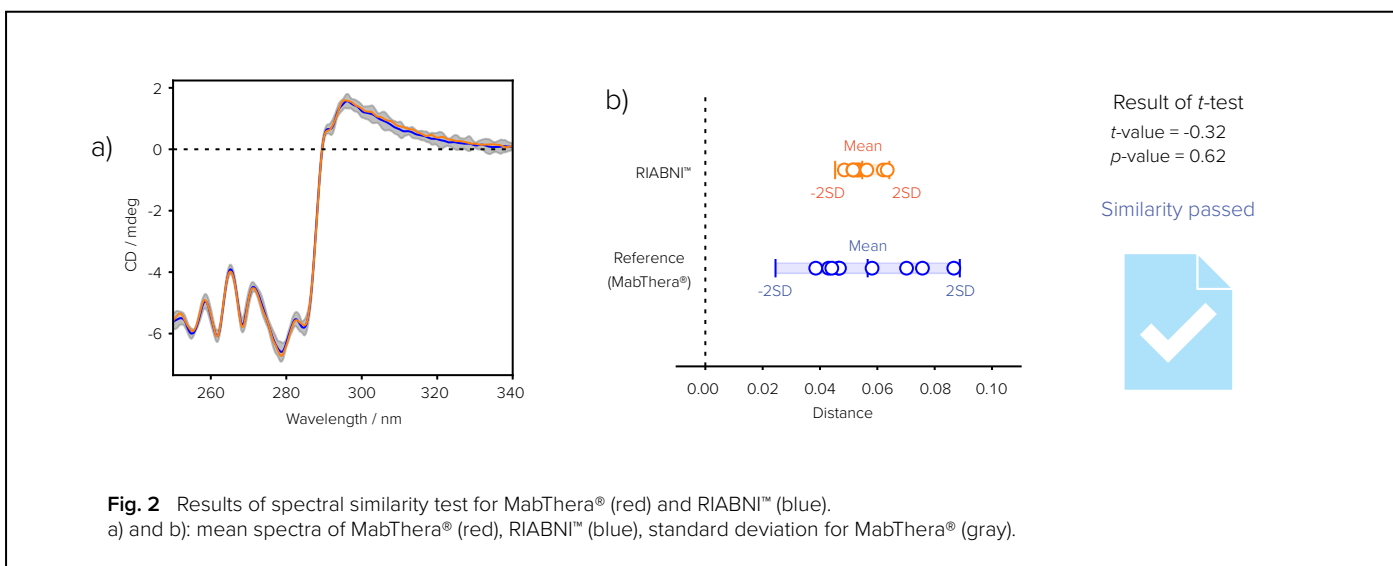 a)
2
0
-2
-4
-6
CD / mdeg
260 280 300 320 340
Wavelength / nm
b)
RIABNI™
Mean
-2SD 2SD
Reference
(MabThera®)
Mean
-2SD 2SD
0.00 0.02 0.04 0.06 0.08 0.10
Distance
Result of t-test
t-value = -0.32
p-value = 0.62
Similarity passed
Fig. 2 Results of spectral similarity test for MabThera® (red) and RIABNI™ (blue).
a) and b): mean spectra of MabThera® (red), RIABNI™ (blue), standard deviation for MabThera® (gray).